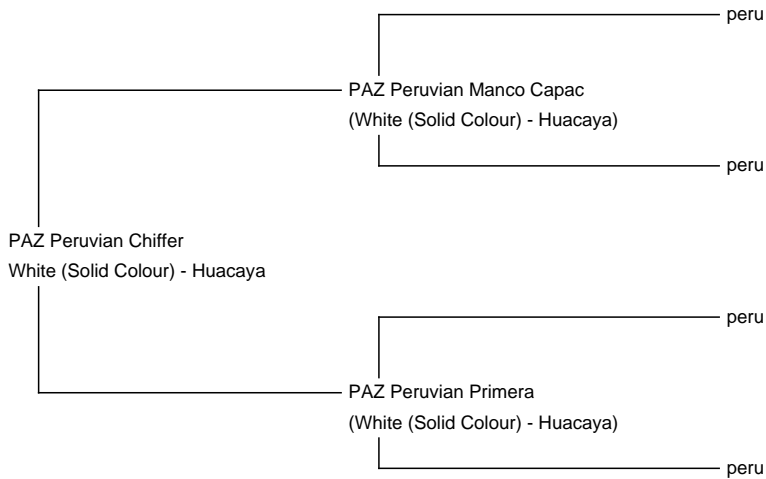 peru
PAZ Peruvian Manco Capac
(White (Solid Colour) - Huacaya)
peru
PAZ Peruvian Chiffer
White (Solid Colour) - Huacaya
peru
PAZ Peruvian Primera
(White (Solid Colour) - Huacaya)
peru